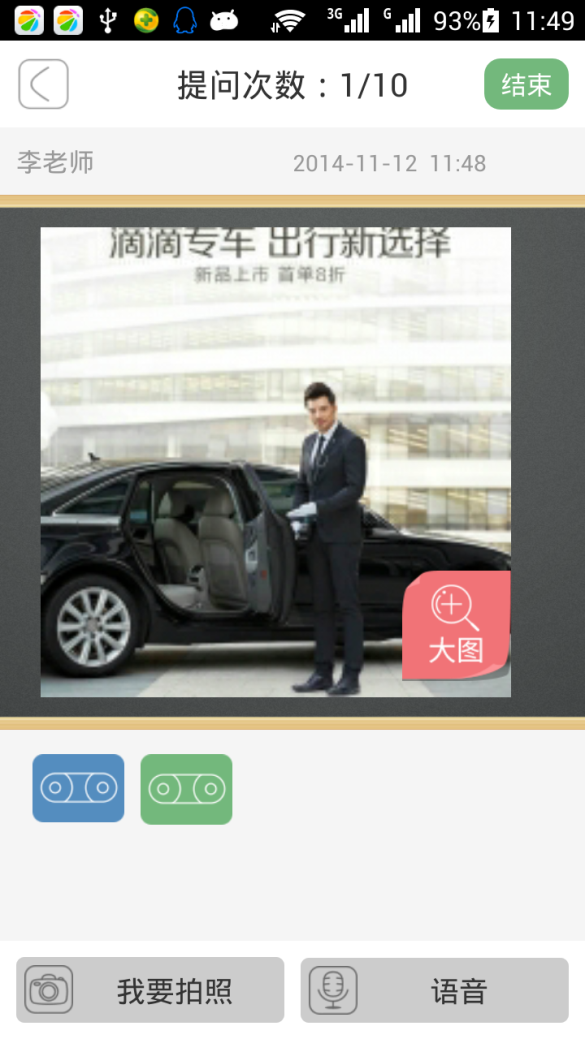 3G G 93% 11:49
提问次数：1/10 结束
李老师 2014-11-12 11:48
滴滴专车 出行新选择
新品上市 首单8折
大图
我要拍照 语音